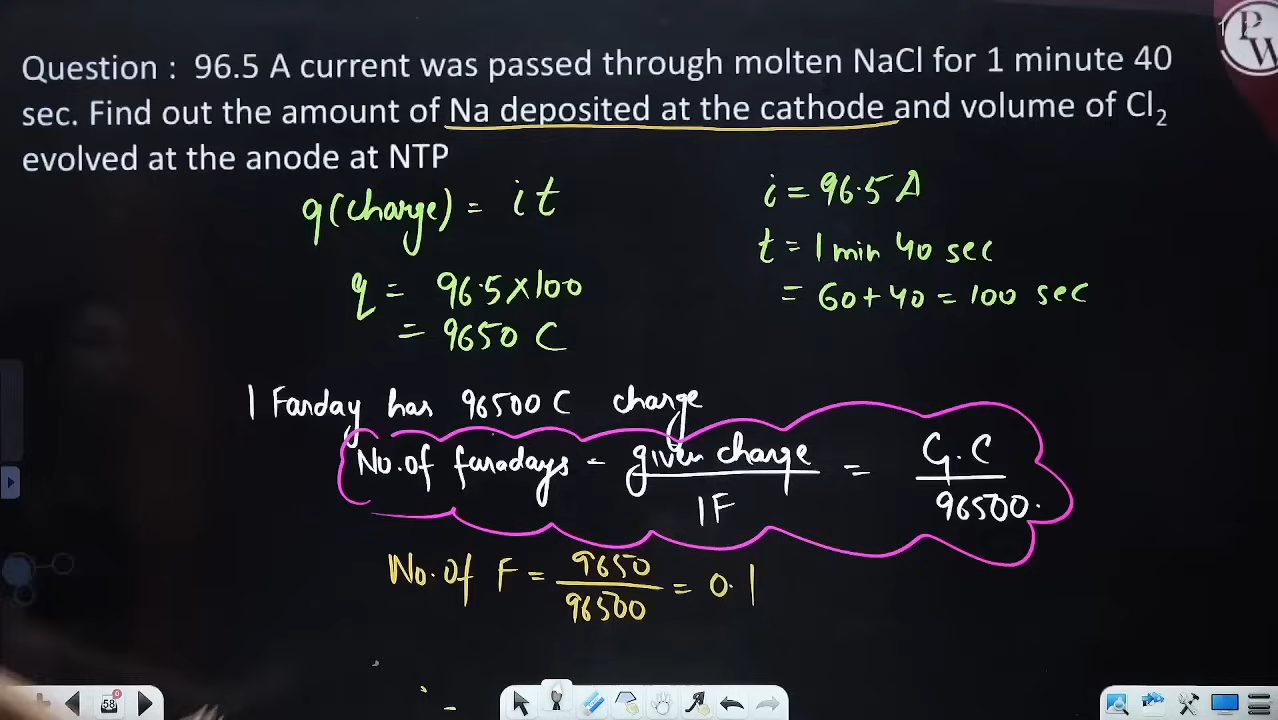 Question : 96.5 A current was passed through molten NaCl for 1 minute 40
sec. Find out the amount of Na deposited at the cathode and volume of Cl₂
evolved at the anode at NTP
q(charge) = it
i = 96.5 A
t = 1 min 40 sec
= 60+40 = 100 sec
q = 96.5×100
= 9650 C
1 Farday has 96500 C charge
No. of faradays = given charge / 1F = G.C / 96500.
No. of F = 9650 / 96500 = 0.1
PW
58